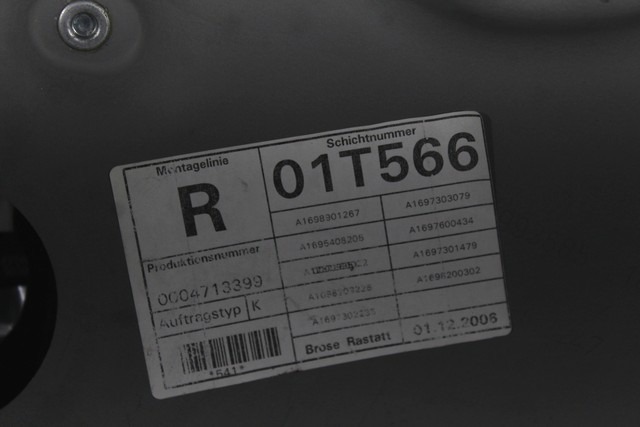 Montagelinie
R
Schichtnummer
01T566
Produktionsnummer
0004713399
Auftragstyp K
*541*
A1698301267
A1695408205
A1697303079
A1697600434
A1697301479
A1698200302
Brose Rastatt
01.12.2006